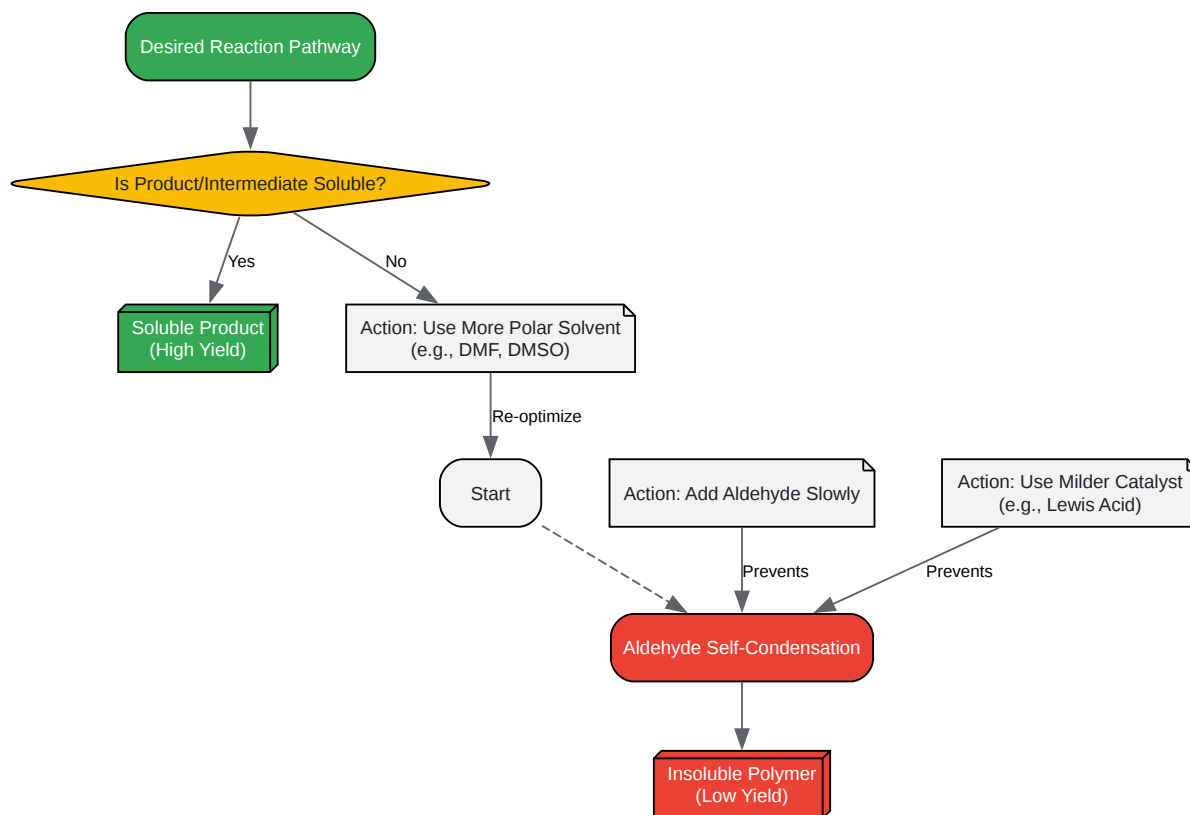 Desired Reaction Pathway
Is Product/Intermediate Soluble?
Yes
No
Soluble Product
(High Yield)
Action: Use More Polar Solvent
(e.g., DMF, DMSO)
Re-optimize
Start
Action: Add Aldehyde Slowly
Action: Use Milder Catalyst
(e.g., Lewis Acid)
Prevents
Prevents
Aldehyde Self-Condensation
Insoluble Polymer
(Low Yield)